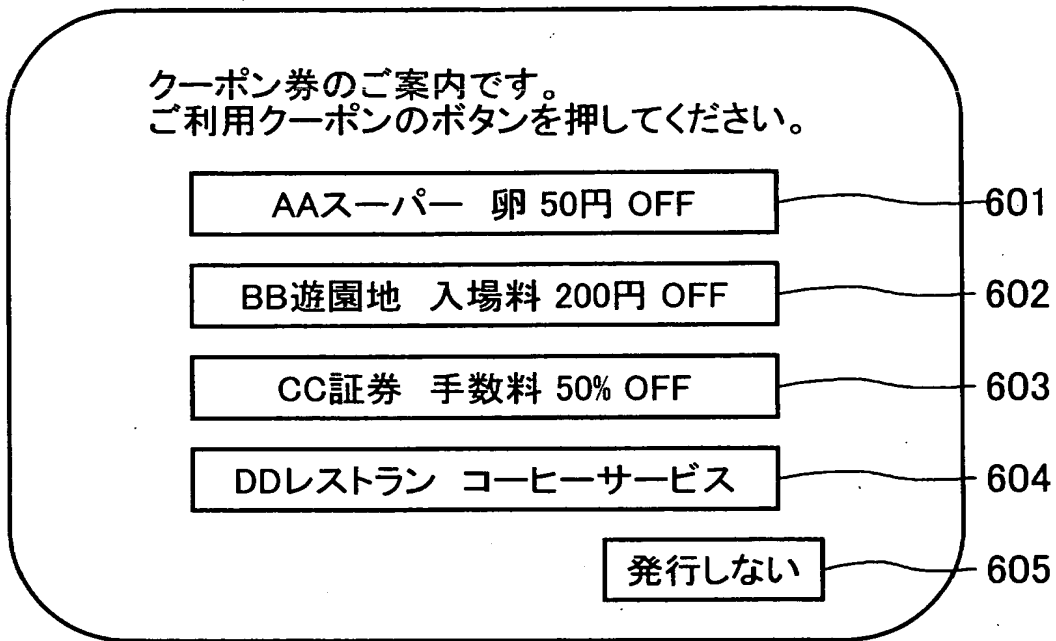 クーポン券のご案内です。
ご利用クーポンのボタンを押してください。
AAスーパー 卵 50円 OFF
601
BB遊園地 入場料 200円 OFF
602
CC証券 手数料 50% OFF
603
DDレストラン コーヒーサービス
604
発行しない
605